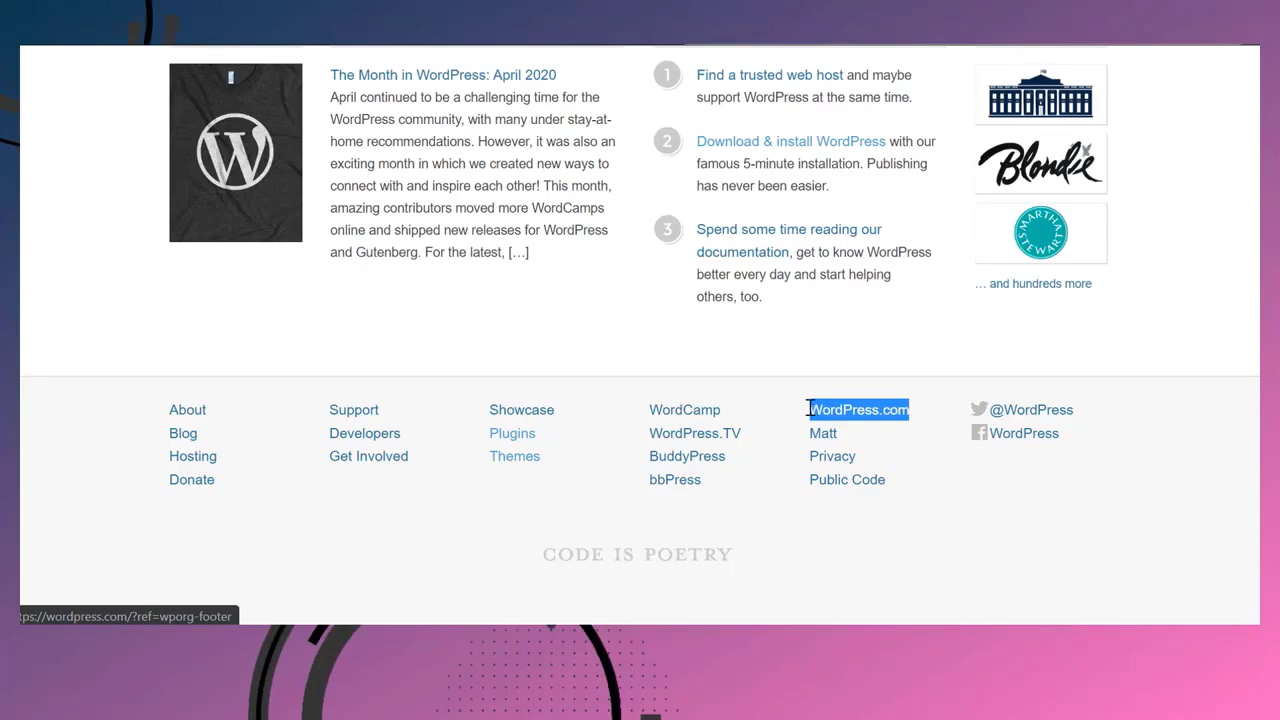 The Month in WordPress: April 2020
April continued to be a challenging time for the
WordPress community, with many under stay-at-
home recommendations. However, it was also an
exciting month in which we created new ways to
connect with and inspire each other! This month,
amazing contributors moved more WordCamps
online and shipped new releases for WordPress
and Gutenberg. For the latest, […]
W
1 Find a trusted web host and maybe
support WordPress at the same time.
2 Download & install WordPress with our
famous 5-minute installation. Publishing
has never been easier.
3 Spend some time reading our
documentation, get to know WordPress
better every day and start helping
others, too.
Blondie
MARTHA STEWART
… and hundreds more
About
Blog
Hosting
Donate
Support
Developers
Get Involved
Showcase
Plugins
Themes
WordCamp
WordPress.TV
BuddyPress
bbPress
WordPress.com
Matt
Privacy
Public Code
@WordPress
WordPress
CODE IS POETRY
tps://wordpress.com/?ref=wporg-footer